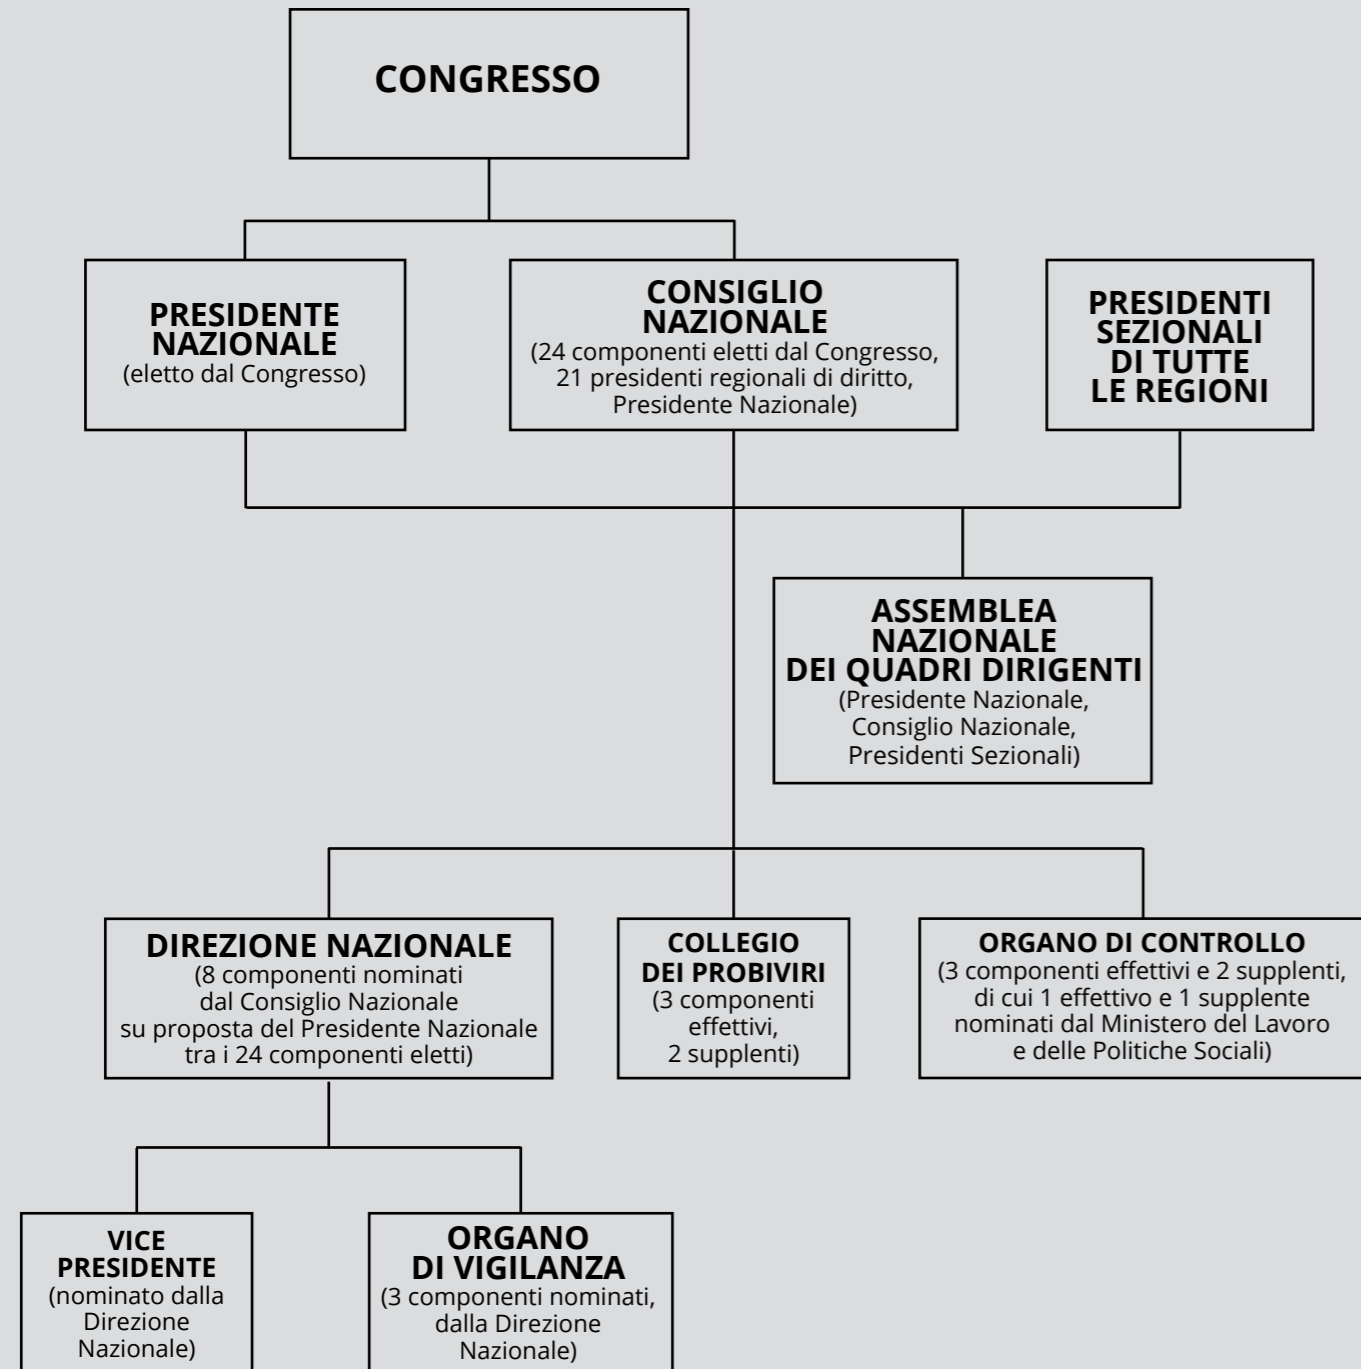 CONGRESSO
PRESIDENTE
NAZIONALE
(eletto dal Congresso)
CONSIGLIO
NAZIONALE
(24 componenti eletti dal Congresso,
21 presidenti regionali di diritto,
Presidente Nazionale)
PRESIDENTI
SEZIONALI
DI TUTTE
LE REGIONI
ASSEMBLEA
NAZIONALE
DEI QUADRI DIRIGENTI
(Presidente Nazionale,
Consiglio Nazionale,
Presidenti Sezionali)
DIREZIONE NAZIONALE
(8 componenti nominati
dal Consiglio Nazionale
su proposta del Presidente Nazionale
tra i 24 componenti eletti)
COLLEGIO
DEI PROBIVIRI
(3 componenti
effettivi,
2 supplenti)
ORGANO DI CONTROLLO
(3 componenti effettivi e 2 supplenti,
di cui 1 effettivo e 1 supplente
nominati dal Ministero del Lavoro
e delle Politiche Sociali)
VICE
PRESIDENTE
(nominato dalla
Direzione
Nazionale)
ORGANO
DI VIGILANZA
(3 componenti nominati,
dalla Direzione
Nazionale)